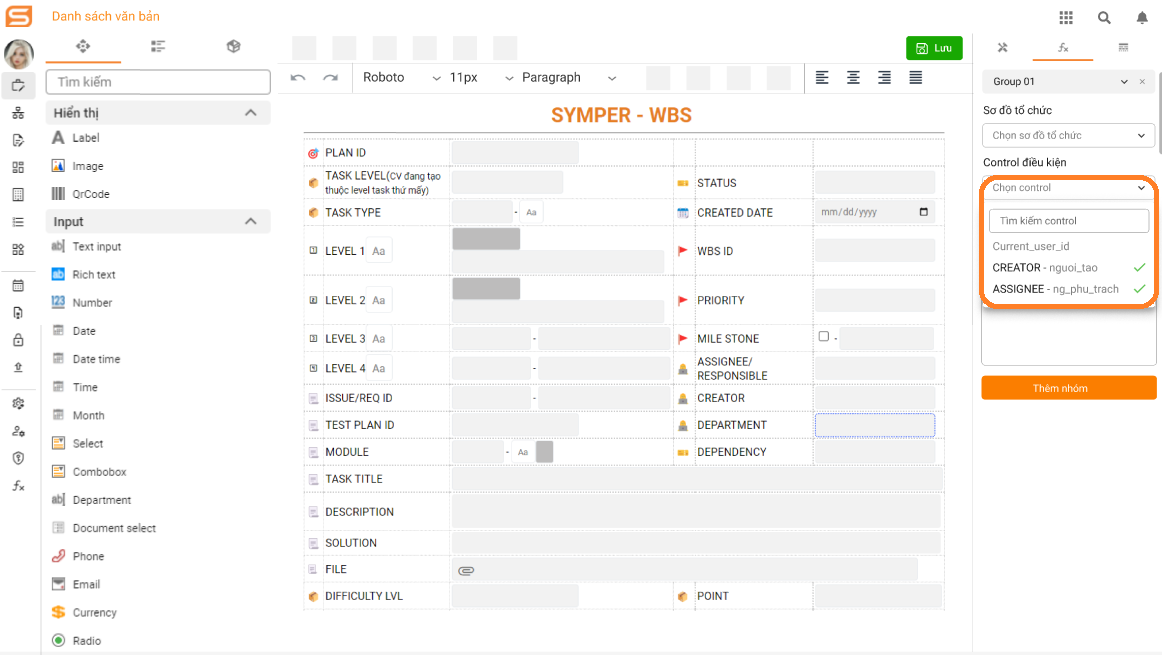 Danh sách văn bản
Lưu
Tìm kiếm
Roboto
11px
Paragraph
Hiển thị
Label
Image
QrCode
Input
Text input
Rich text
Number
Date
Date time
Time
Month
Select
Combobox
Department
Document select
Phone
Email
Currency
Radio
SYMPER - WBS
PLAN ID
TASK LEVEL(CV đang tạo
thuộc level task thứ mấy)
STATUS
TASK TYPE
- Aa
CREATED DATE
mm/dd/yyyy
LEVEL 1 Aa
WBS ID
LEVEL 2 Aa
PRIORITY
LEVEL 3 Aa
-
MILE STONE
-
LEVEL 4 Aa
-
ASSIGNEE/
RESPONSIBLE
ISSUE/REQ ID
-
CREATOR
TEST PLAN ID
DEPARTMENT
MODULE
- Aa
DEPENDENCY
TASK TITLE
DESCRIPTION
SOLUTION
FILE
DIFFICULTY LVL
POINT
Group 01
Sơ đồ tổ chức
Chọn sơ đồ tổ chức
Control điều kiện
Chọn control
Tìm kiếm control
Current_user_id
CREATOR - nguoi_tao
ASSIGNEE - ng_phu_trach
Thêm nhóm